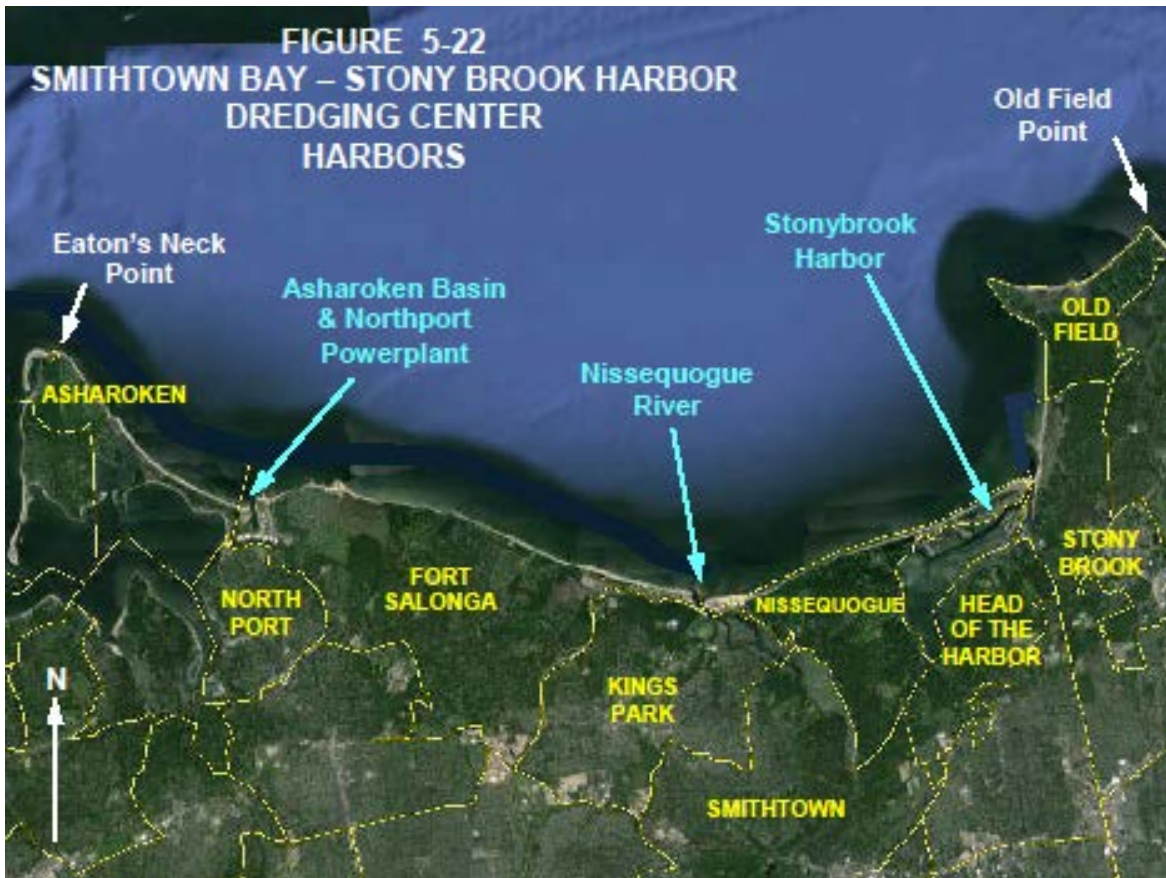 FIGURE 5-22
SMITHTOWN BAY – STONY BROOK HARBOR
DREDGING CENTER
HARBORS
Old Field
Point
Stonybrook
Harbor
Eaton's Neck
Point
Asharoken Basin
& Northport
Powerplant
Nissequogue
River
OLD
FIELD
ASHAROKEN
STONY
BROOK
FORT
SALONGA
NORTH
PORT
NISSEQUOGUE
HEAD
OF THE
HARBOR
KINGS
PARK
N
SMITHTOWN